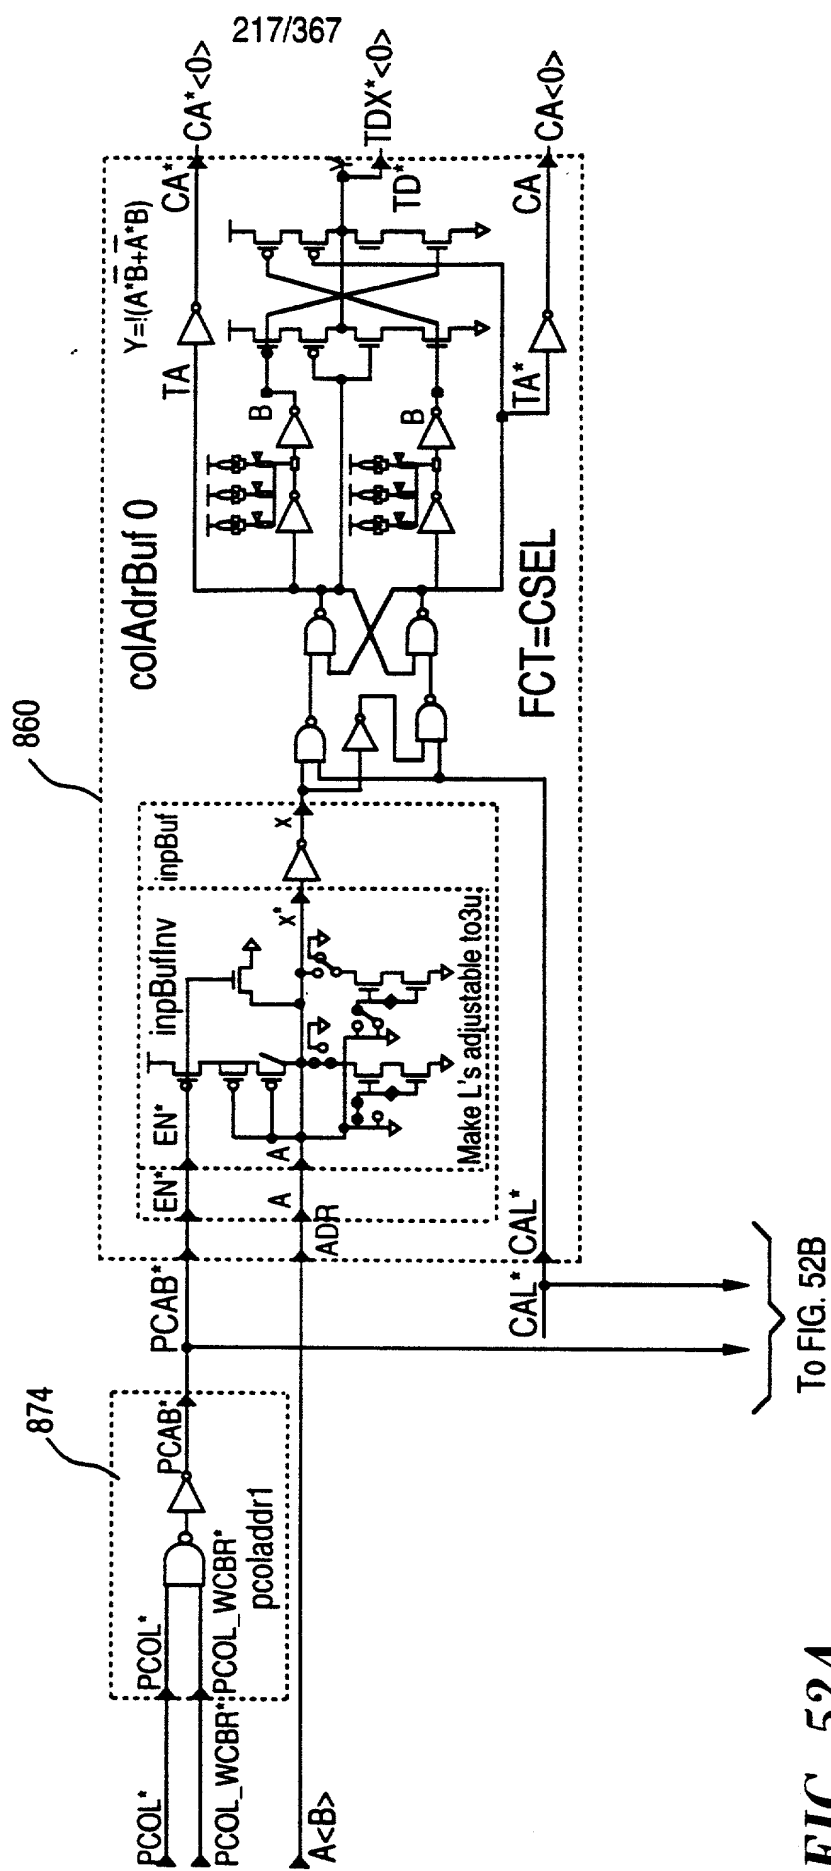 217/367
860
874
PCOL*
PCOL_WCBR*
A<B>
PCOL*
PCOL_WCBR*
pcoladdr1
PCAB*
PCAB*
ADR
CAL*
CAL*
EN*
A
EN*
A
inpBufInv
inpBuf
x*
x
Make L's adjustable to3u
colAdrBuf 0
FCT=CSEL
Y=!(A*B+A*B)
TA
B
B
TA*
CA*
Y
TD*
CA
CA*<0>
TDX*<0>
CA<0>
To FIG. 52B
FIG. 52A